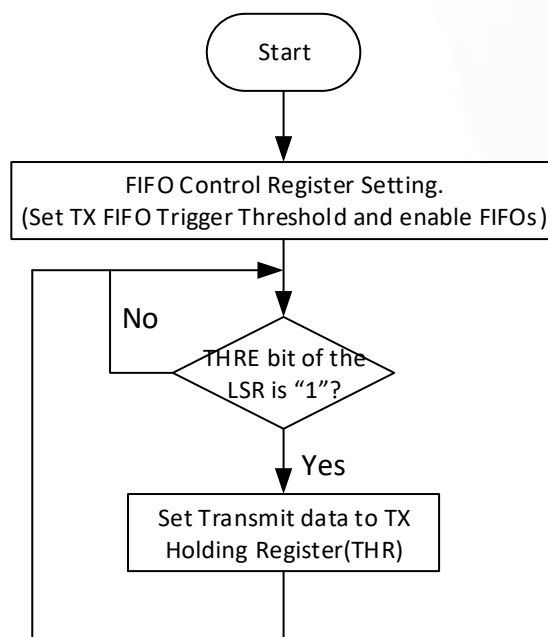 Start
FIFO Control Register Setting.
(Set TX FIFO Trigger Threshold and enable FIFOs)
No
THRE bit of the
LSR is “1”?
Yes
Set Transmit data to TX
Holding Register(THR)